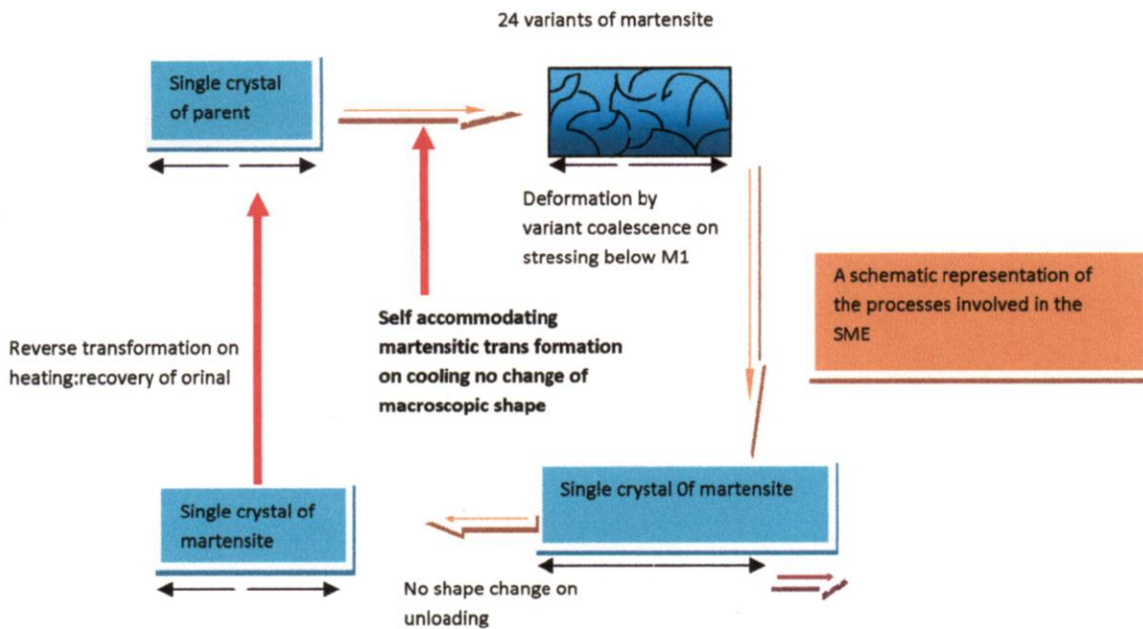 24 variants of martensite
Single crystal
of parent
Deformation by
variant coalescence on
stressing below M1
A schematic representation of
the processes involved in the
SME
Self accommodating
martensitic trans formation
on cooling no change of
macroscopic shape
Reverse transformation on
heating:recovery of orinal
Single crystal 0f martensite
Single crystal of
martensite
No shape change on
unloading